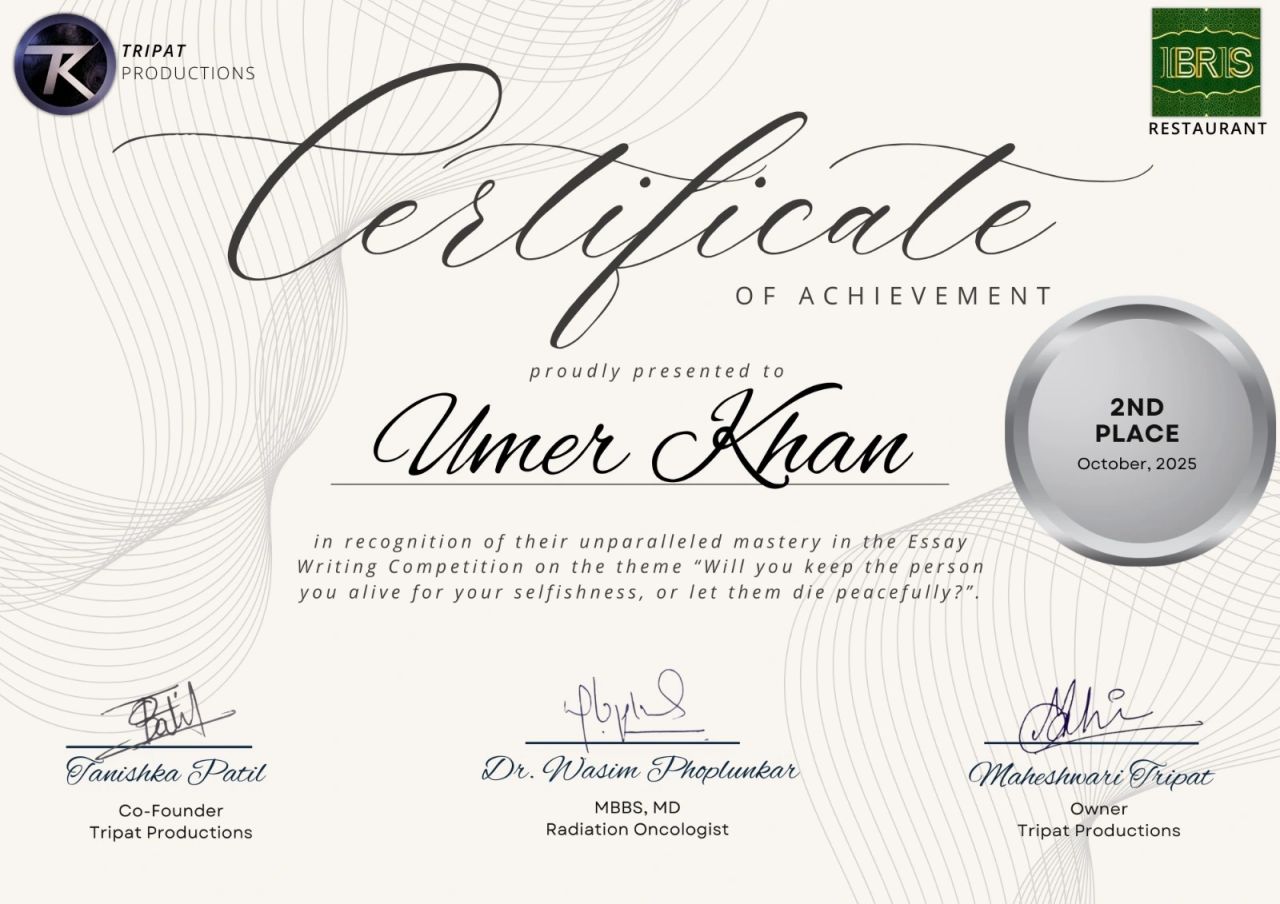 TK
TRIPAT
PRODUCTIONS
IBRIS
RESTAURANT
Certificate
OF ACHIEVEMENT
proudly presented to
Umer Khan
2ND
PLACE
October, 2025
in recognition of their unparalleled mastery in the Essay
Writing Competition on the theme “Will you keep the person
you alive for your selfishness, or let them die peacefully?”.
Patil
Tanishka Patil
Co-Founder
Tripat Productions
Dr. Wasim Phoplunkar
MBBS, MD
Radiation Oncologist
Maheshwari Tripat
Owner
Tripat Productions